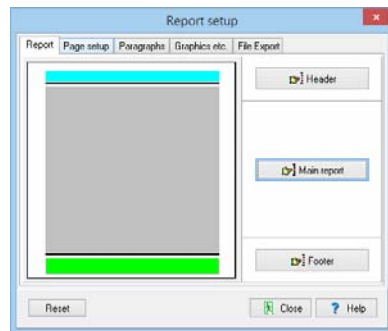 Report setup
Report Page setup Paragraphs Graphics etc. File Export
Header
Main report
Footer
Reset Close Help